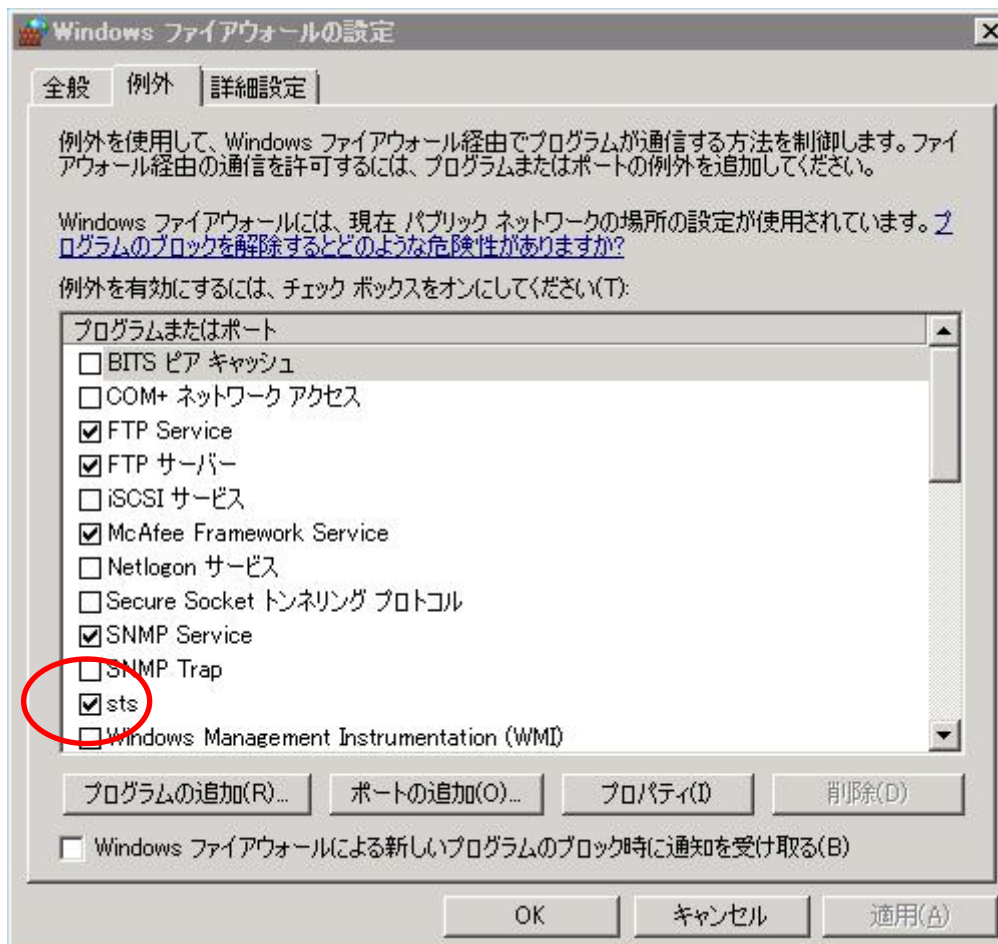 Windows ファイアウォールの設定
全般
例外
詳細設定
例外を使用して、Windows ファイアウォール経由でプログラムが通信する方法を制御します。ファイ
アウォール経由の通信を許可するには、プログラムまたはポートの例外を追加してください。
Windows ファイアウォールには、現在 パブリック ネットワークの場所の設定が使用されています。プ
ログラムのブロックを解除するとどのような危険性がありますか?
例外を有効にするには、チェック ボックスをオンにしてください(T):
プログラムまたはポート
BITS ピア キャッシュ
COM+ ネットワーク アクセス
FTP Service
FTP サーバー
iSCSI サービス
McAfee Framework Service
Netlogon サービス
Secure Socket トンネリング プロトコル
SNMP Service
SNMP Trap
sts
Windows Management Instrumentation (WMI)
プログラムの追加(R)...
ポートの追加(O)...
プロパティ(I)
削除(D)
Windows ファイアウォールによる新しいプログラムのブロック時に通知を受け取る(B)
OK
キャンセル
適用(A)